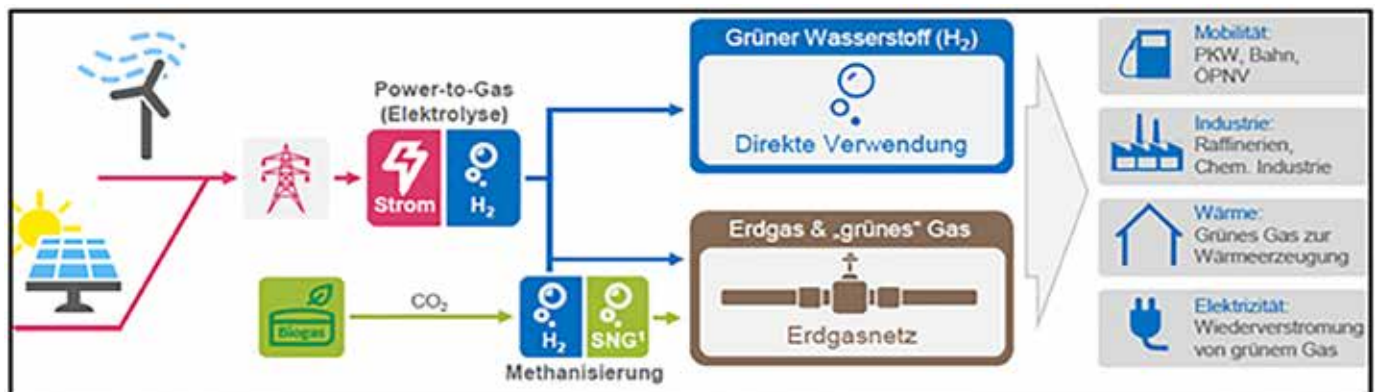 Power-to-Gas
(Elektrolyse)
Strom
H₂
Biogas
CO₂
H₂
SNG¹
Methanisierung
Grüner Wasserstoff (H₂)
Direkte Verwendung
Erdgas & „grünes“ Gas
Erdgasnetz
Mobilität:
PKW, Bahn,
ÖPNV
Industrie:
Raffinerien,
Chem. Industrie
Wärme:
Grünes Gas zur
Wärmeerzeugung
Elektrizität:
Wiederverstromung
von grünem Gas